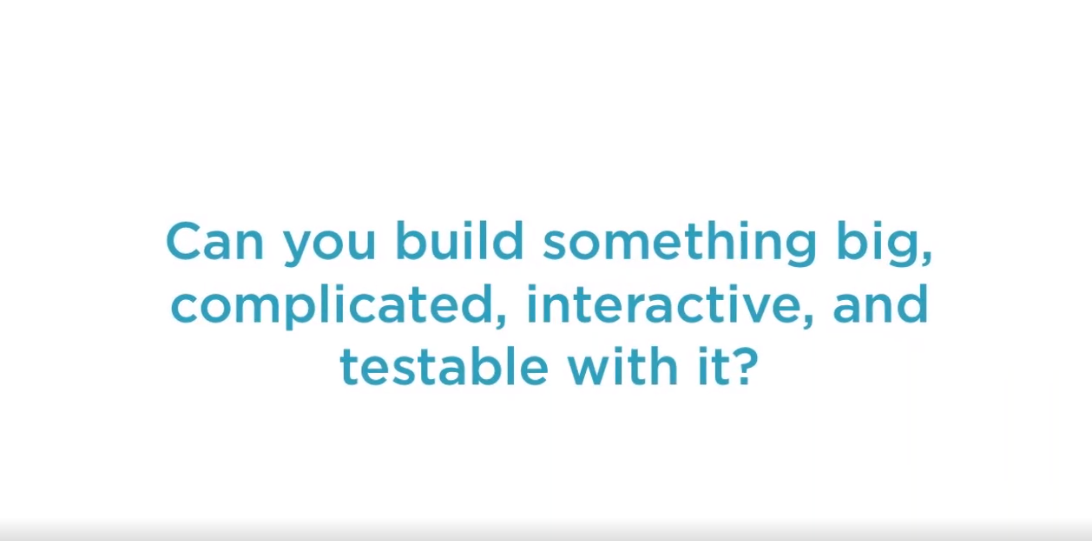 Can you build something big,
complicated, interactive, and
testable with it?